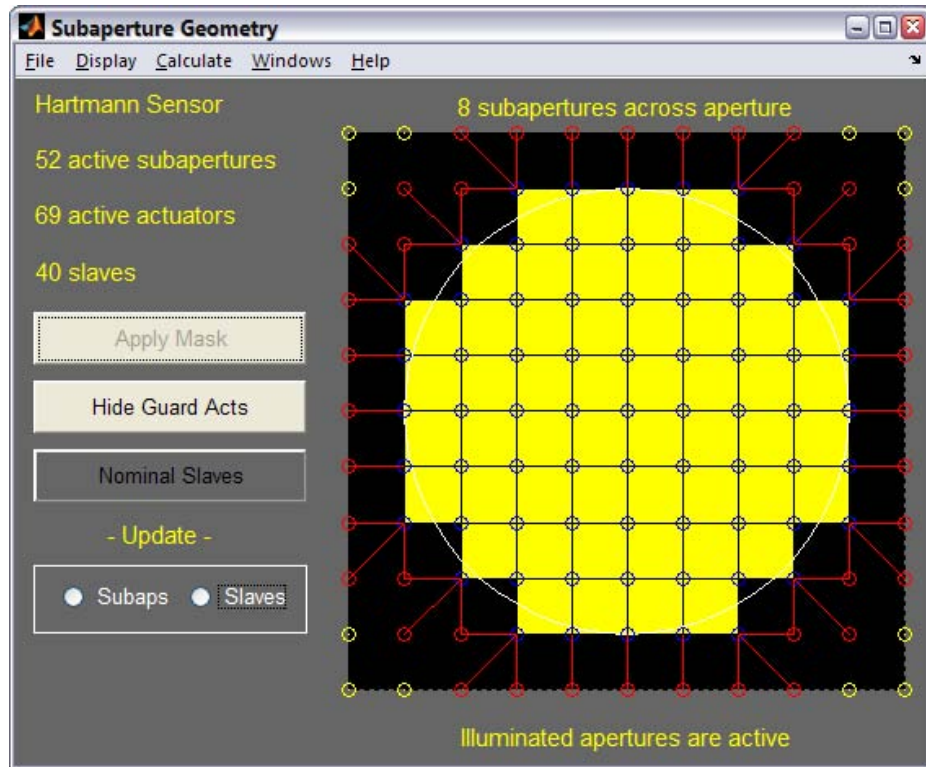 Subaperture Geometry
File Display Calculate Windows Help
Hartmann Sensor
8 subapertures across aperture
52 active subapertures
69 active actuators
40 slaves
Apply Mask
Hide Guard Acts
Nominal Slaves
- Update -
Subaps Slaves
Illuminated apertures are active